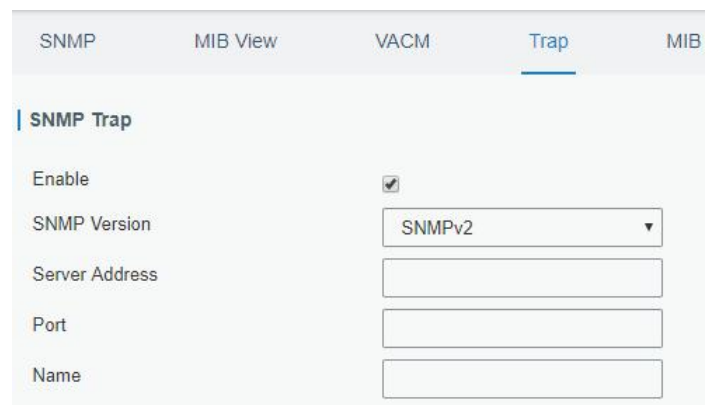 SNMP MIB View VACM Trap MIB
SNMP Trap
Enable
SNMP Version SNMPv2
Server Address
Port
Name